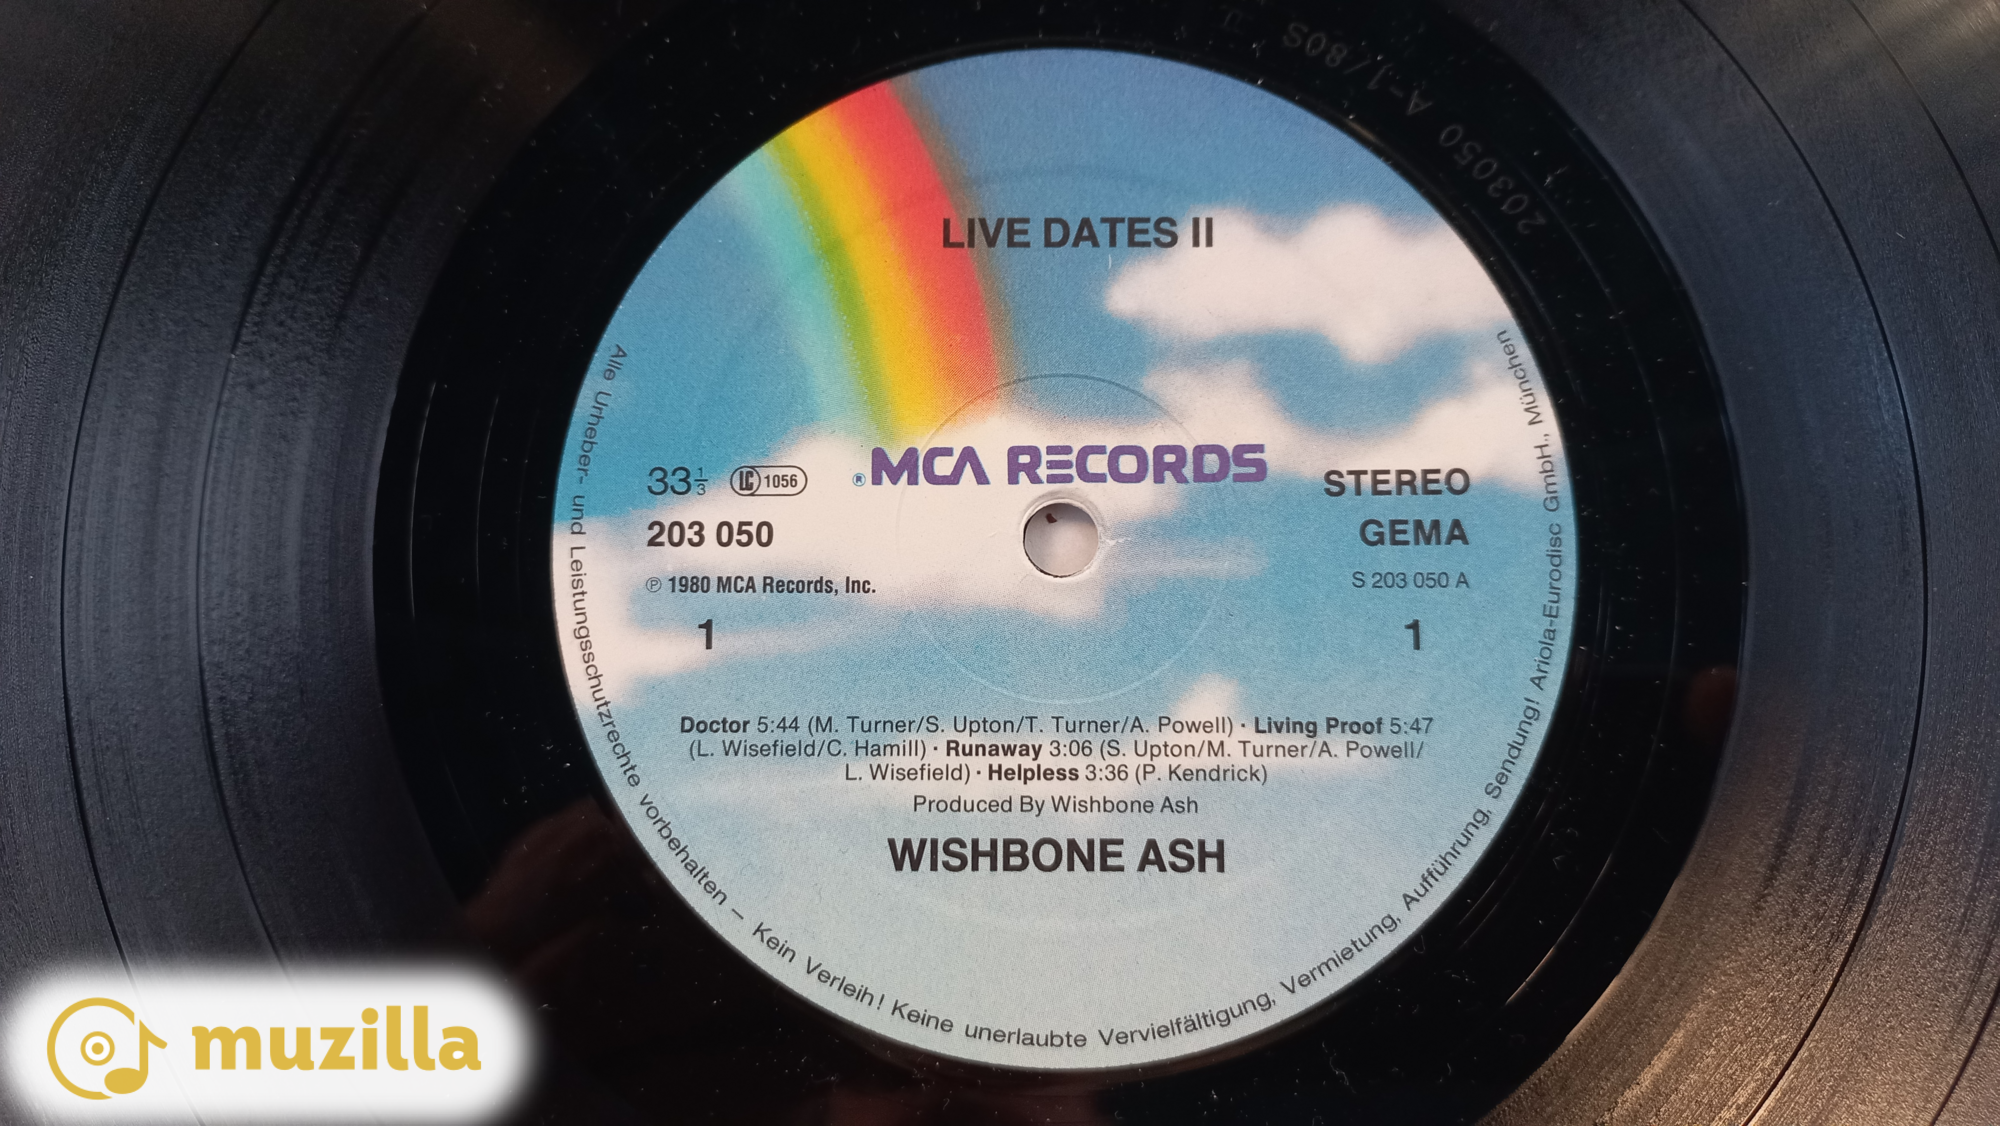 203050 A-1/80S II
LIVE DATES II
® MCA RECORDS
33⅓ LC 1056
STEREO
203 050
GEMA
℗ 1980 MCA Records, Inc.
S 203 050 A
1
1
Doctor 5:44 (M. Turner/S. Upton/T. Turner/A. Powell) · Living Proof 5:47
(L. Wisefield/C. Hamill) · Runaway 3:06 (S. Upton/M. Turner/A. Powell/
L. Wisefield) · Helpless 3:36 (P. Kendrick)
Produced By Wishbone Ash
WISHBONE ASH
Alle Urheber- und Leistungsschutzrechte vorbehalten – Kein Verleih! Keine unerlaubte Vervielfältigung, Vermietung, Aufführung, Sendung! Ariola-Eurodisc GmbH., München
muzilla